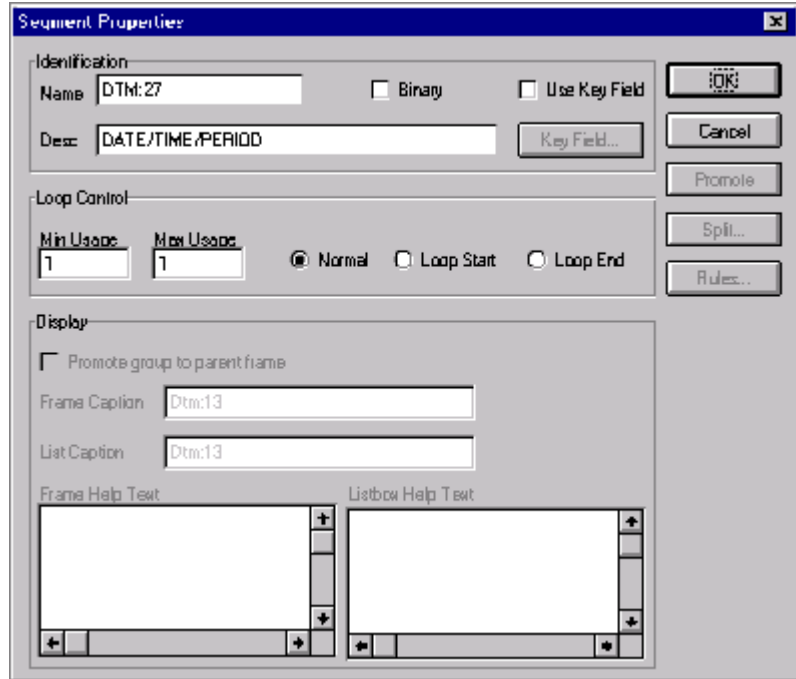 Segment Properties
Identification
Name DTM:27 Binary Use Key Field
Desc DATE/TIME/PERIOD Key Field...
OK
Cancel
Promote
Split...
Rules...
Loop Control
Min Usage Max Usage
1 1 Normal Loop Start Loop End
Display
Promote group to parent frame
Frame Caption Dtm:13
List Caption Dtm:13
Frame Help Text Listbox Help Text